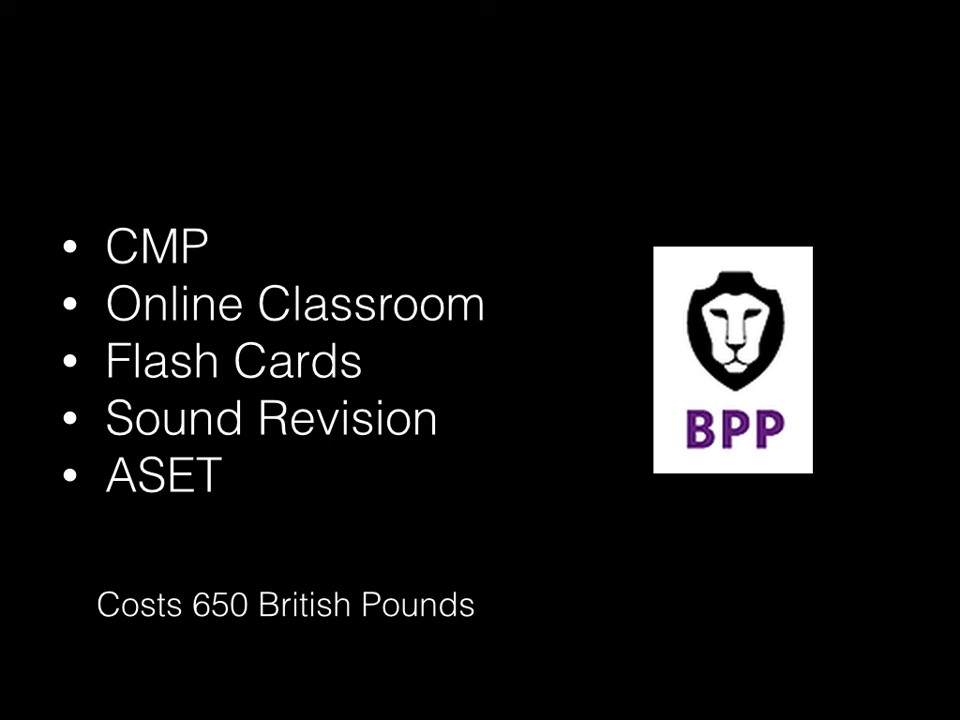 • CMP
• Online Classroom
• Flash Cards
• Sound Revision
• ASET
BPP
Costs 650 British Pounds